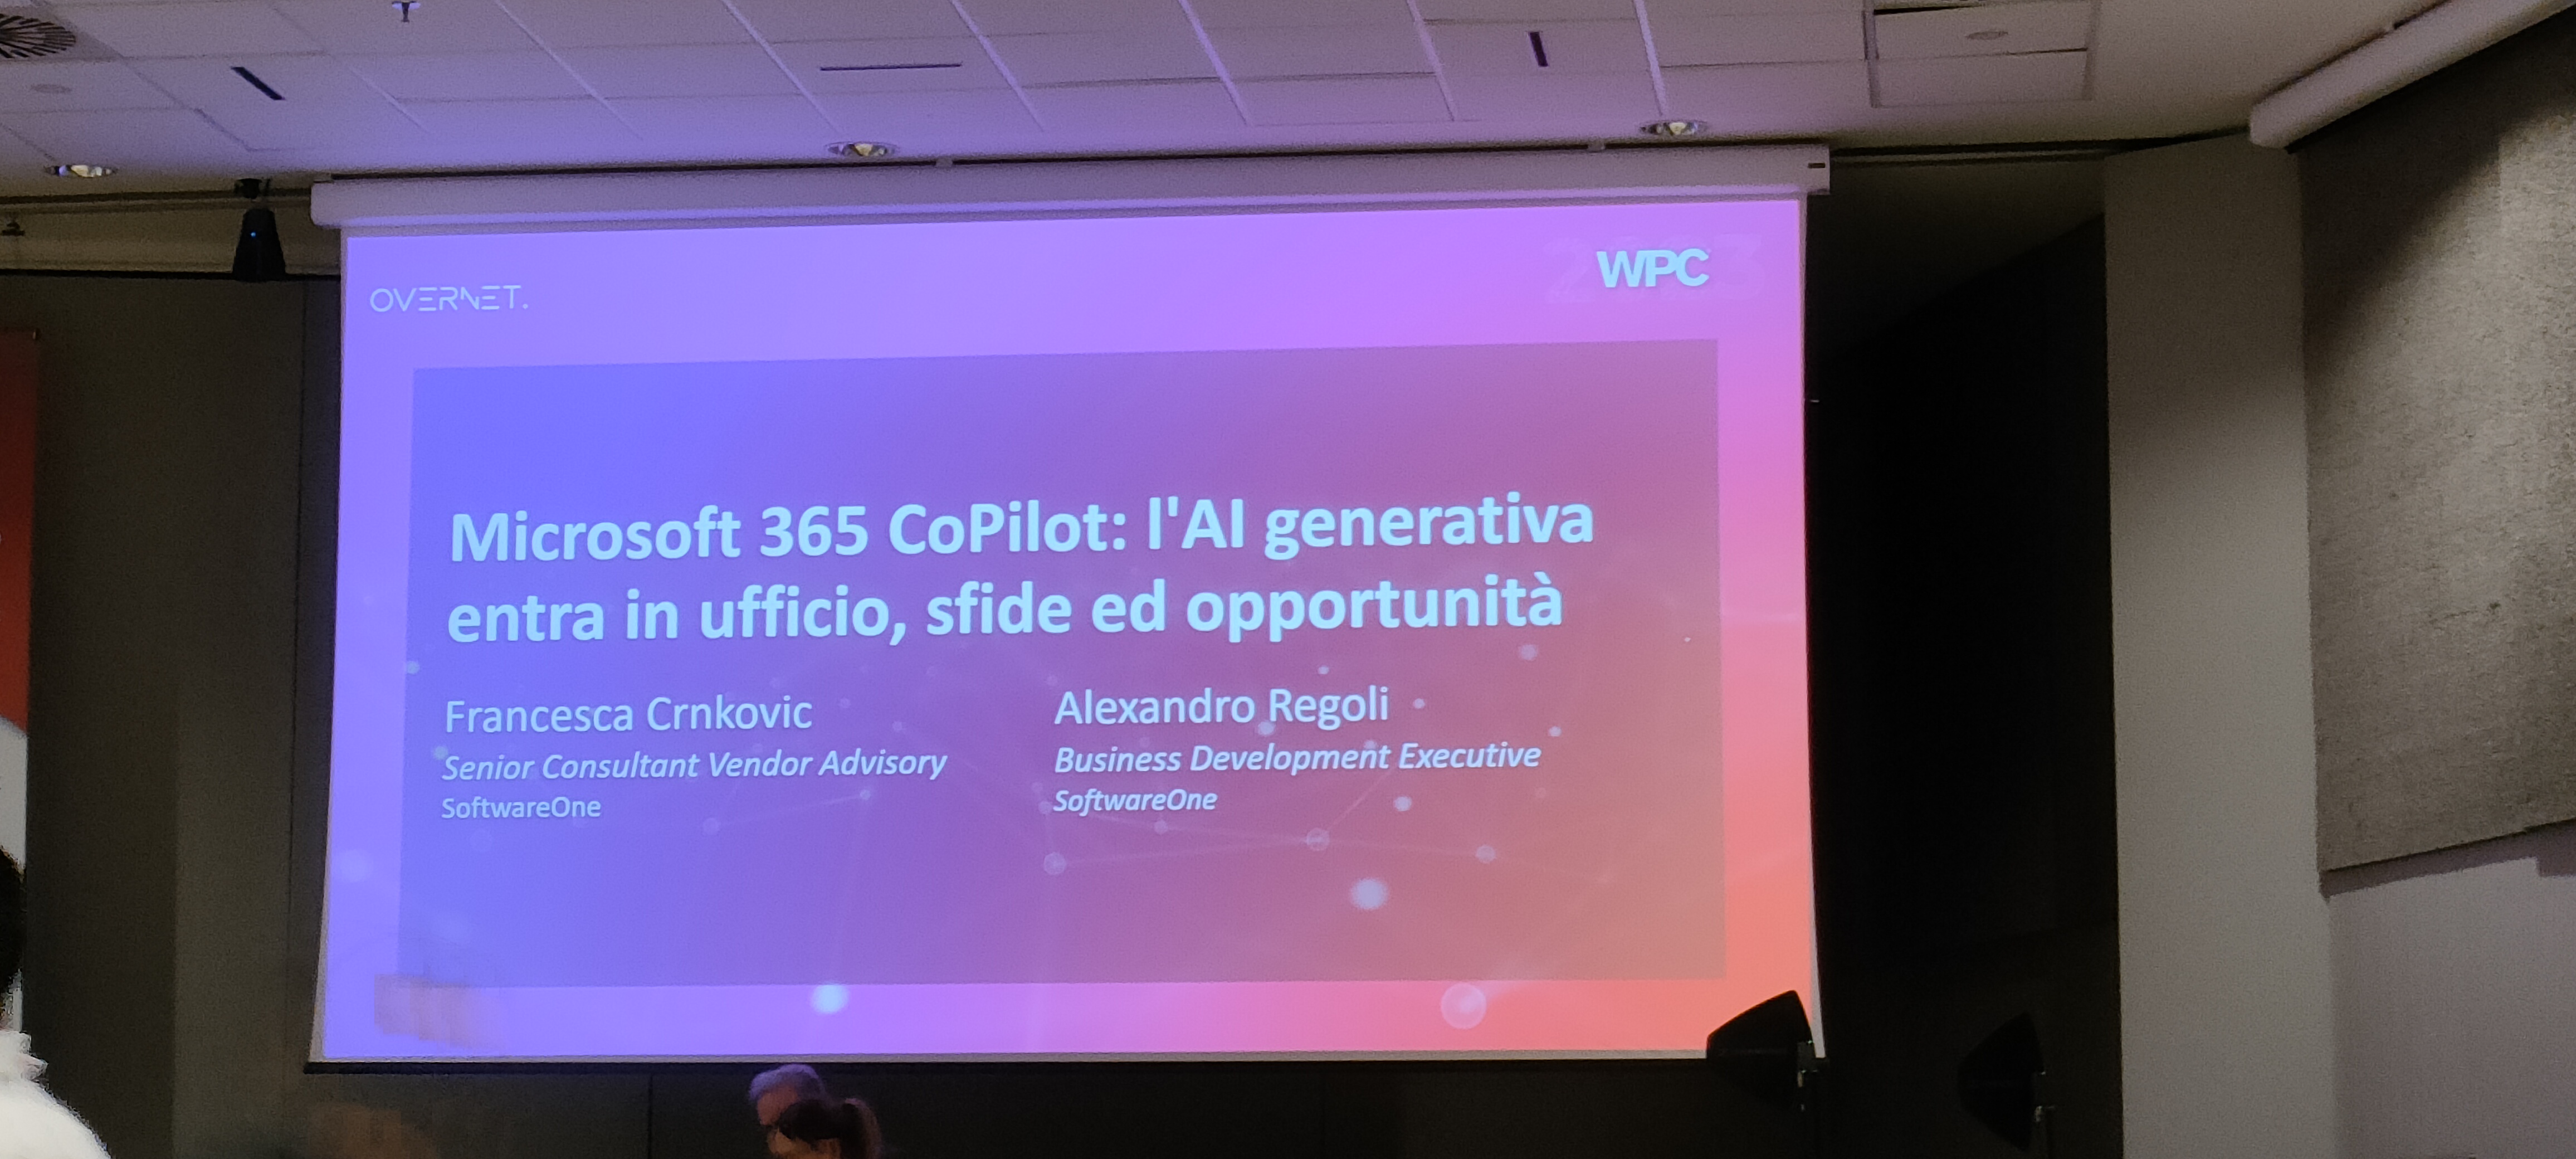 OVERNET.
WPC
Microsoft 365 CoPilot: l'AI generativa
entra in ufficio, sfide ed opportunità
Francesca Crnkovic
Senior Consultant Vendor Advisory
SoftwareOne
Alexandro Regoli
Business Development Executive
SoftwareOne